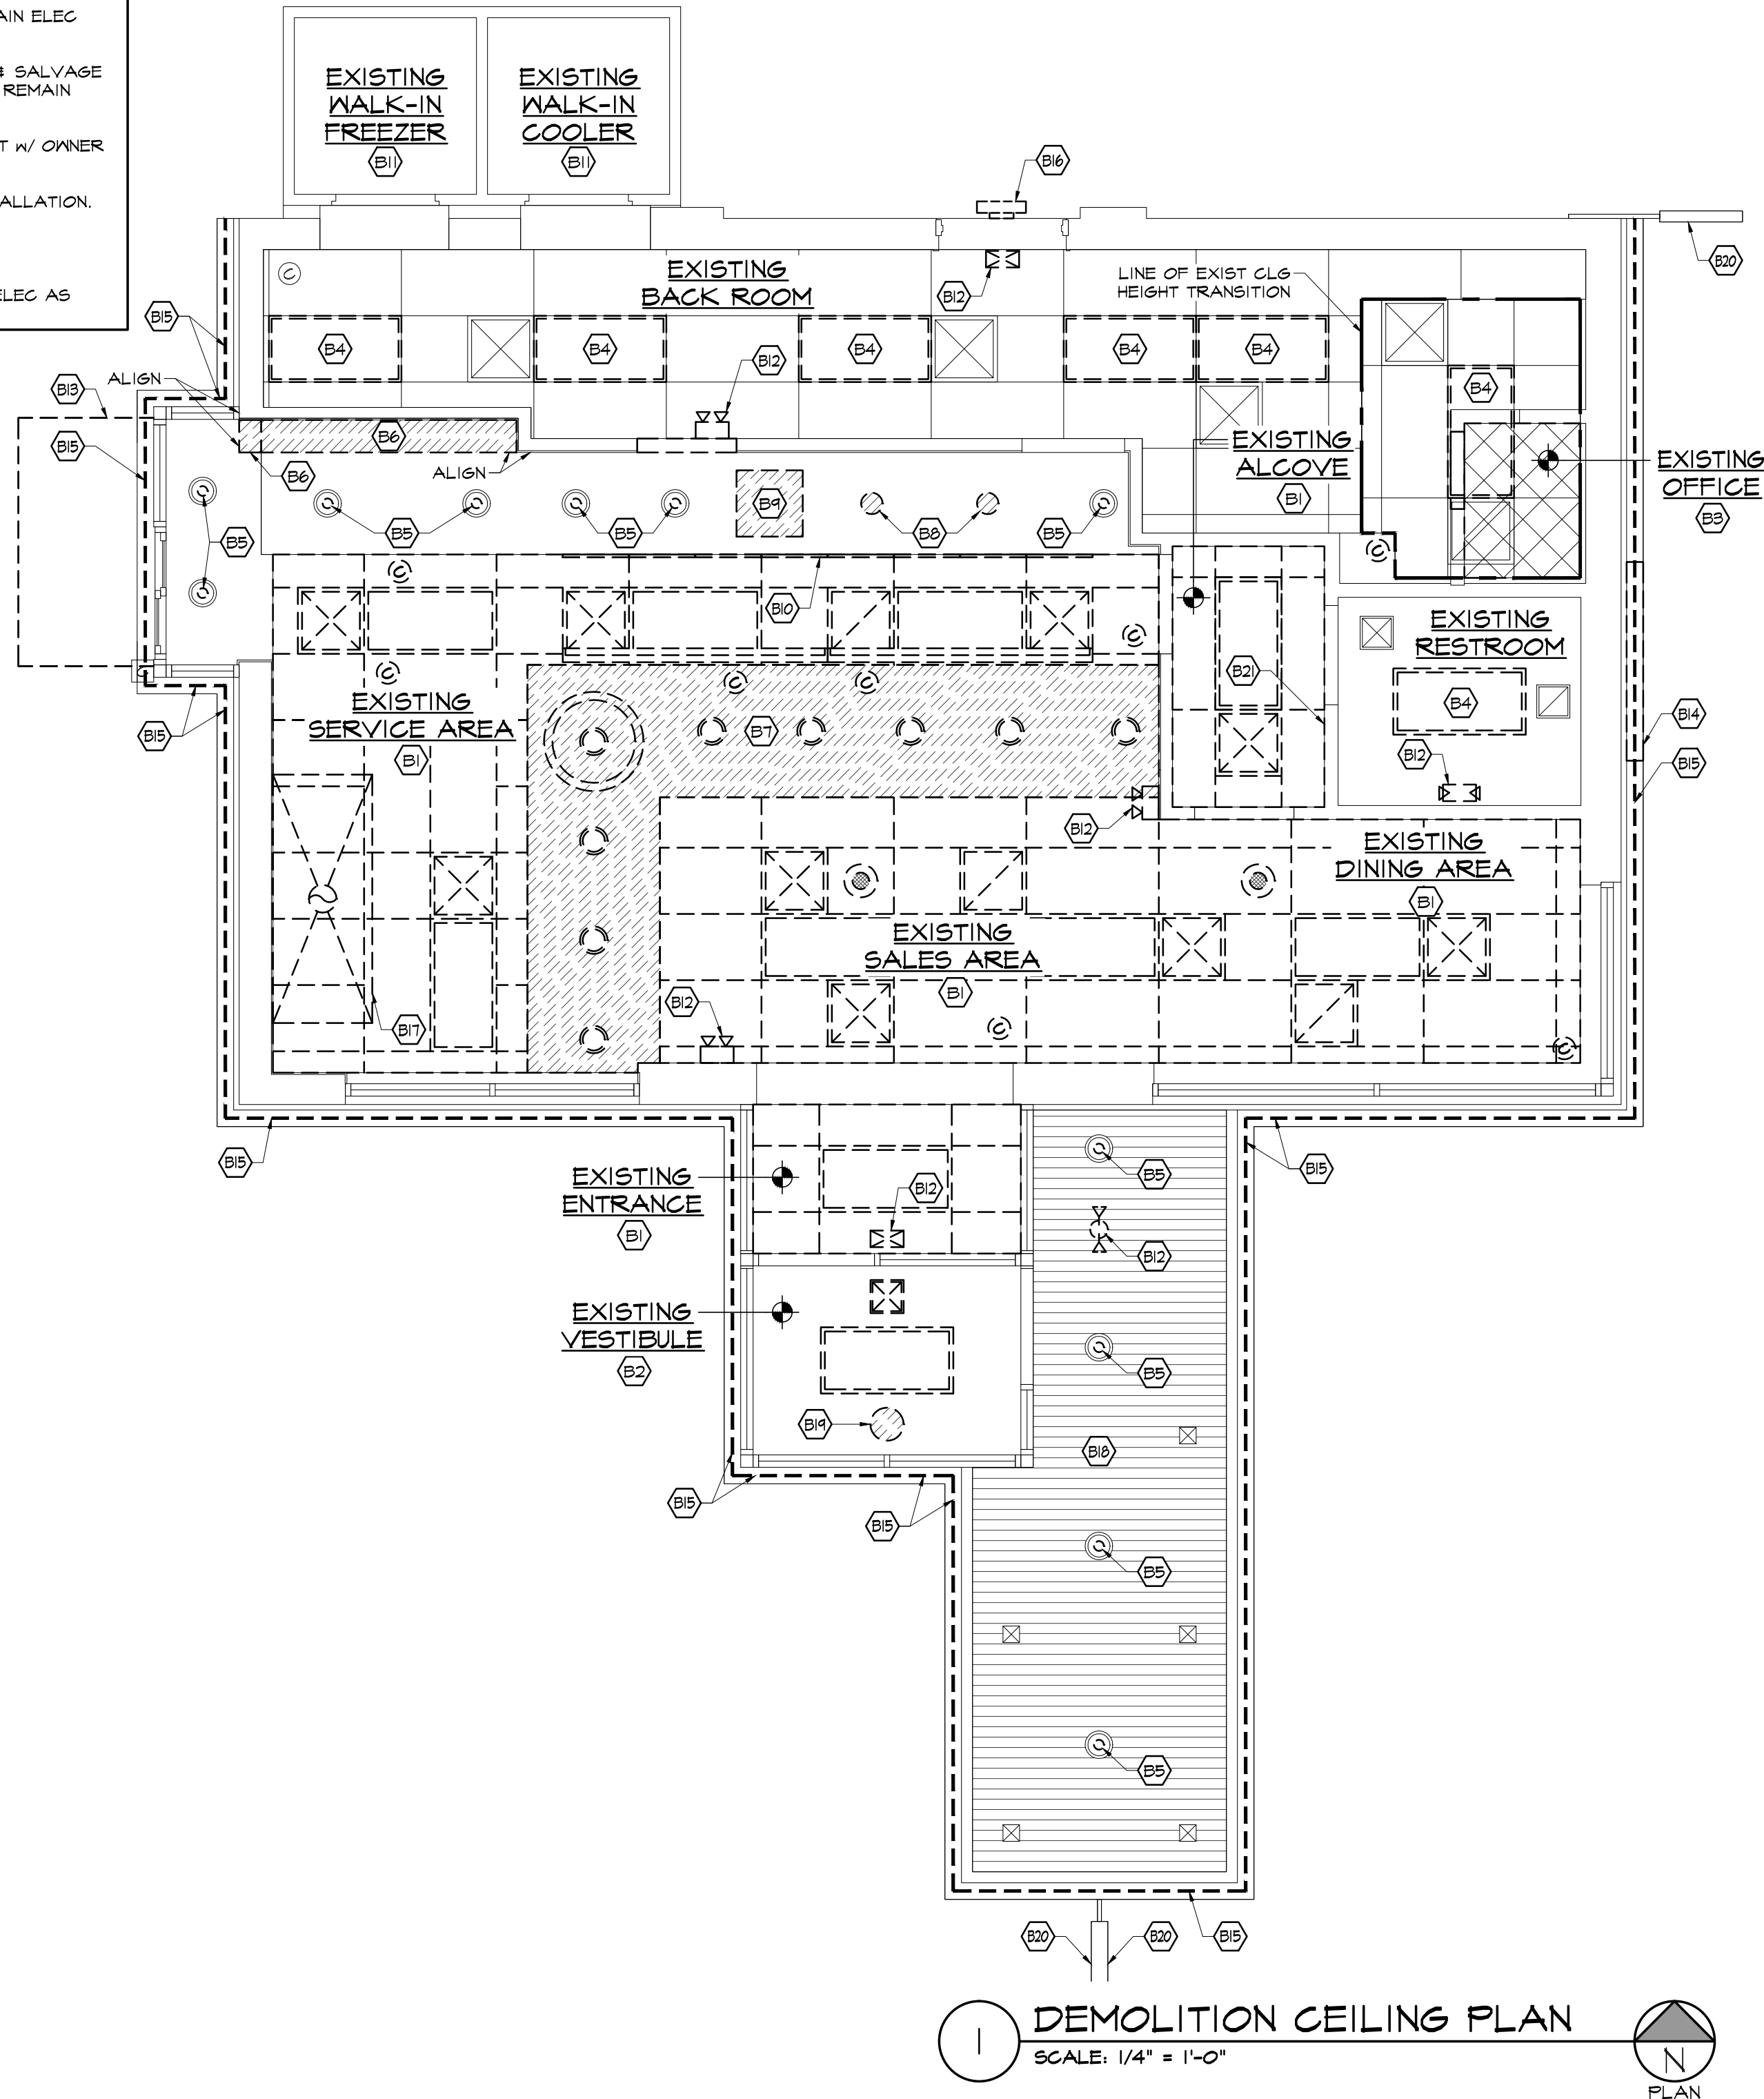 AIN ELEC
SALVAGE
REMAIN
T w/ OWNER
ALLATION.
ELEC AS
EXISTING
WALK-IN
FREEZER
B11
EXISTING
WALK-IN
COOLER
B11
B16
B20
C
EXISTING
BACK ROOM
B12
LINE OF EXIST CLG
HEIGHT TRANSITION
B15
B4
B4
B4
B4
B4
B12
B13
ALIGN
B4
B15
B6
B6
ALIGN
EXISTING
ALCOVE
B1
EXISTING
OFFICE
B3
B9
B5
B5
B5
B8
B5
C
C
B10
C
EXISTING
RESTROOM
B21
B4
C
C
C
C
EXISTING
SERVICE AREA
B1
B7
B15
B14
B15
B12
B12
EXISTING
DINING AREA
B1
EXISTING
SALES AREA
B1
B12
B17
C
C
B15
B15
EXISTING
ENTRANCE
B1
B12
B5
B12
EXISTING
VESTIBULE
B2
B5
B19
B18
B15
B15
B5
B5
B20
B20
B15
1
DEMOLITION CEILING PLAN
SCALE: 1/4" = 1'-0"
N
PLAN